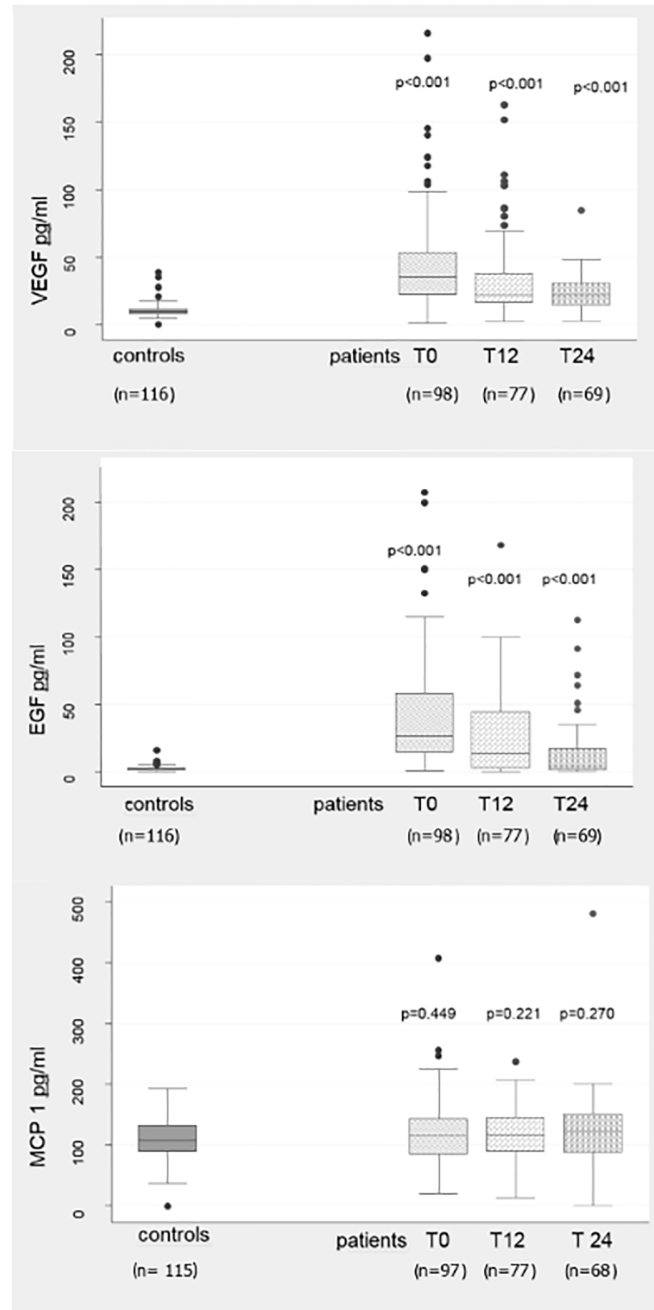 200
p<0.001 p<0.001 p<0.001
150
100
50
0
VEGF pg/ml
controls patients T0 T12 T24
(n=116) (n=98) (n=77) (n=69)
200
p<0.001
150
p<0.001 p<0.001
100
50
0
EGF pg/ml
controls patients T0 T12 T24
(n=116) (n=98) (n=77) (n=69)
500
400
300
p=0.449 p=0.221 p=0.270
200
100
0
MCP 1 pg/ml
controls patients T0 T12 T 24
(n= 115) (n=97) (n=77) (n=68)